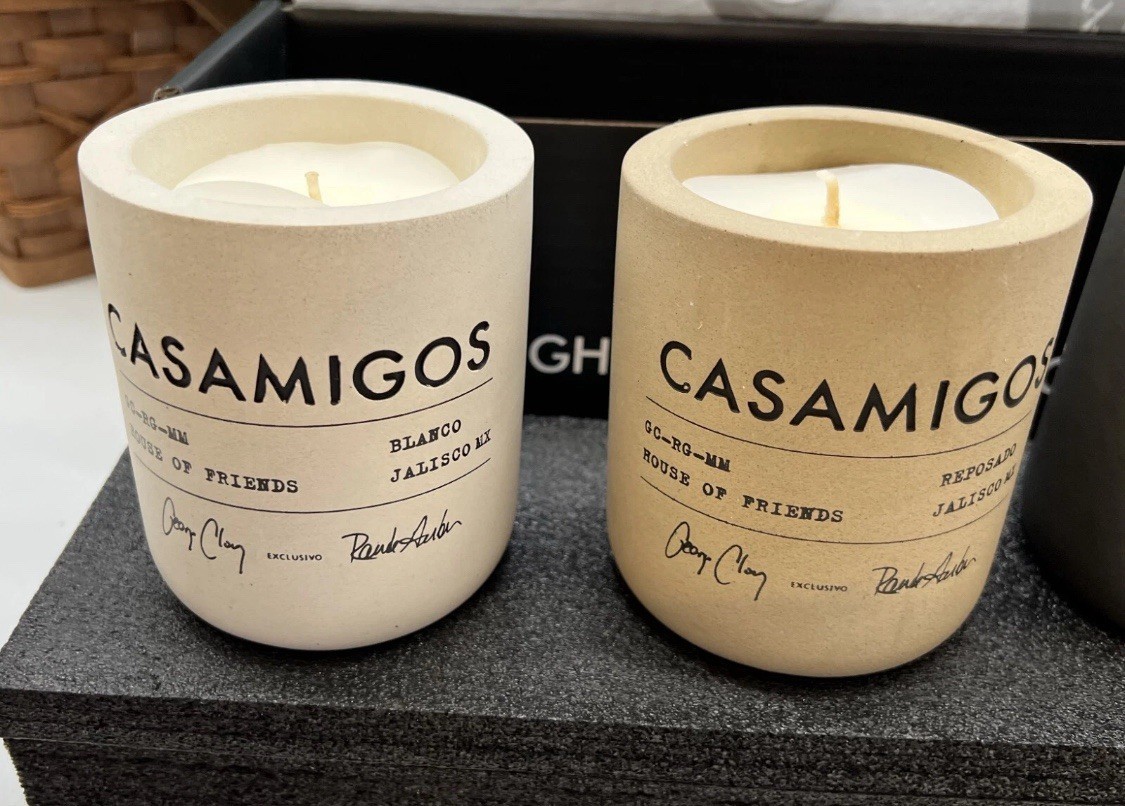 CASAMIGOS
GC-RG-MM
HOUSE OF FRIENDS
BLANCO
JALISCO MX
EXCLUSIVO
GH
CASAMIGOS
GC-RG-MM
HOUSE OF FRIENDS
REPOSADO
JALISCO MX
EXCLUSIVO